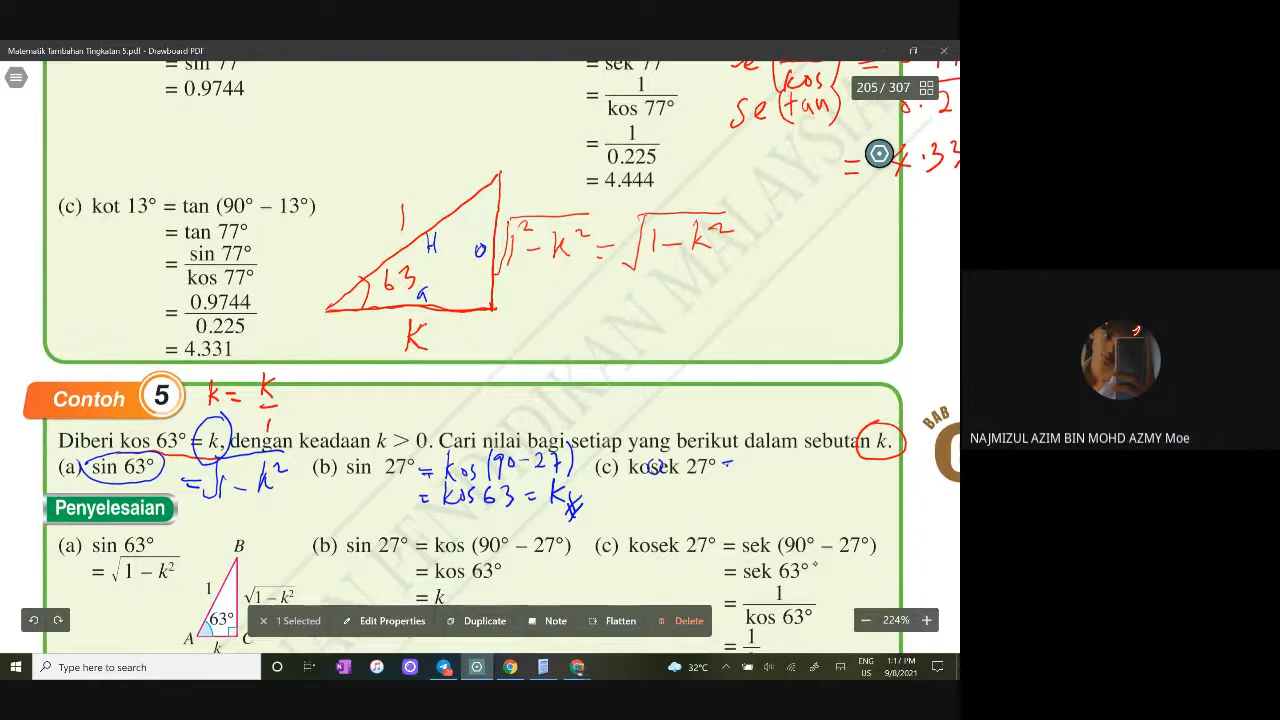 Matematik Tambahan Tingkatan 5.pdf - Drawboard PDF
= sin 77
= 0.9744
= sek 77
= 1 / kos 77°
= 1 / 0.225
= 4.444
kos
se (tan)
205 / 307
(c) kot 13° = tan (90° – 13°)
= tan 77°
= sin 77° / kos 77°
= 0.9744 / 0.225
= 4.331
1
H
O
63
a
K
√1² – k² = √1 – k²
Contoh 5
k = k / 1
Diberi kos 63° = k, dengan keadaan k > 0. Cari nilai bagi setiap yang berikut dalam sebutan k.
(a) sin 63° = √1 – k²
(b) sin 27° = kos (90 – 27)
= kos 63 = k
(c) kosek 27° =
BAB
Penyelesaian
(a) sin 63°
= √1 – k²
B
1
√1 – k²
63°
A
k
C
(b) sin 27° = kos (90° – 27°)
= kos 63°
= k
(c) kosek 27° = sek (90° – 27°)
= sek 63°
= 1 / kos 63°
= 1
1 Selected
Edit Properties
Duplicate
Note
Flatten
Delete
224%
NAJMIZUL AZIM BIN MOHD AZMY Moe
Type here to search
32°C
ENG
US
1:17 PM
9/8/2021